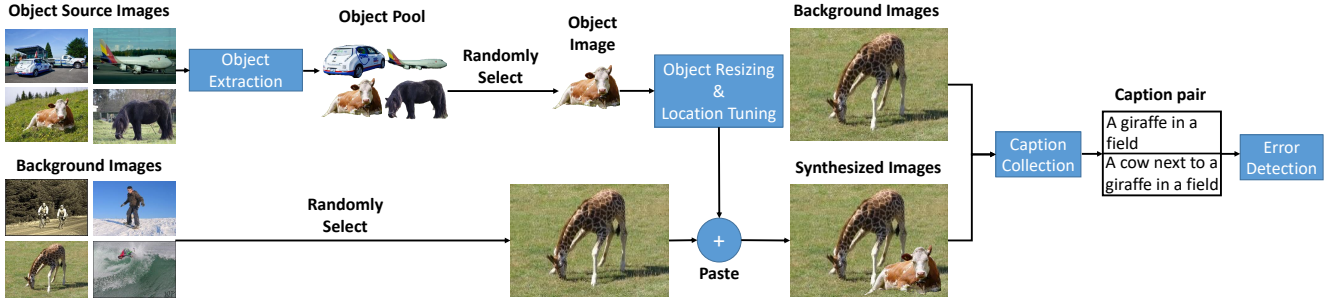 Object Source Images
Object Pool
Object
Image
Background Images
Object
Extraction
Randomly
Select
Object Resizing
&
Location Tuning
Caption pair
A giraffe in a
field
A cow next to a
giraffe in a field
Caption
Collection
Error
Detection
Background Images
Synthesized Images
Randomly
Select
+
Paste